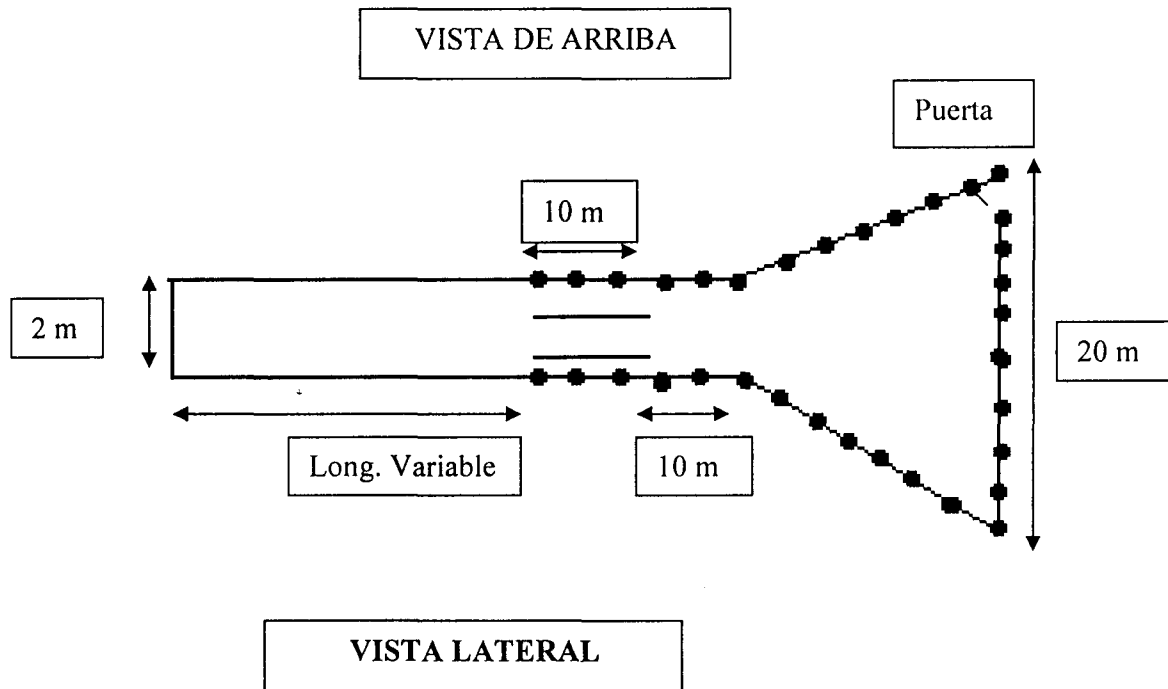 VISTA DE ARRIBA
Puerta
10 m
2 m
20 m
Long. Variable
10 m
VISTA LATERAL